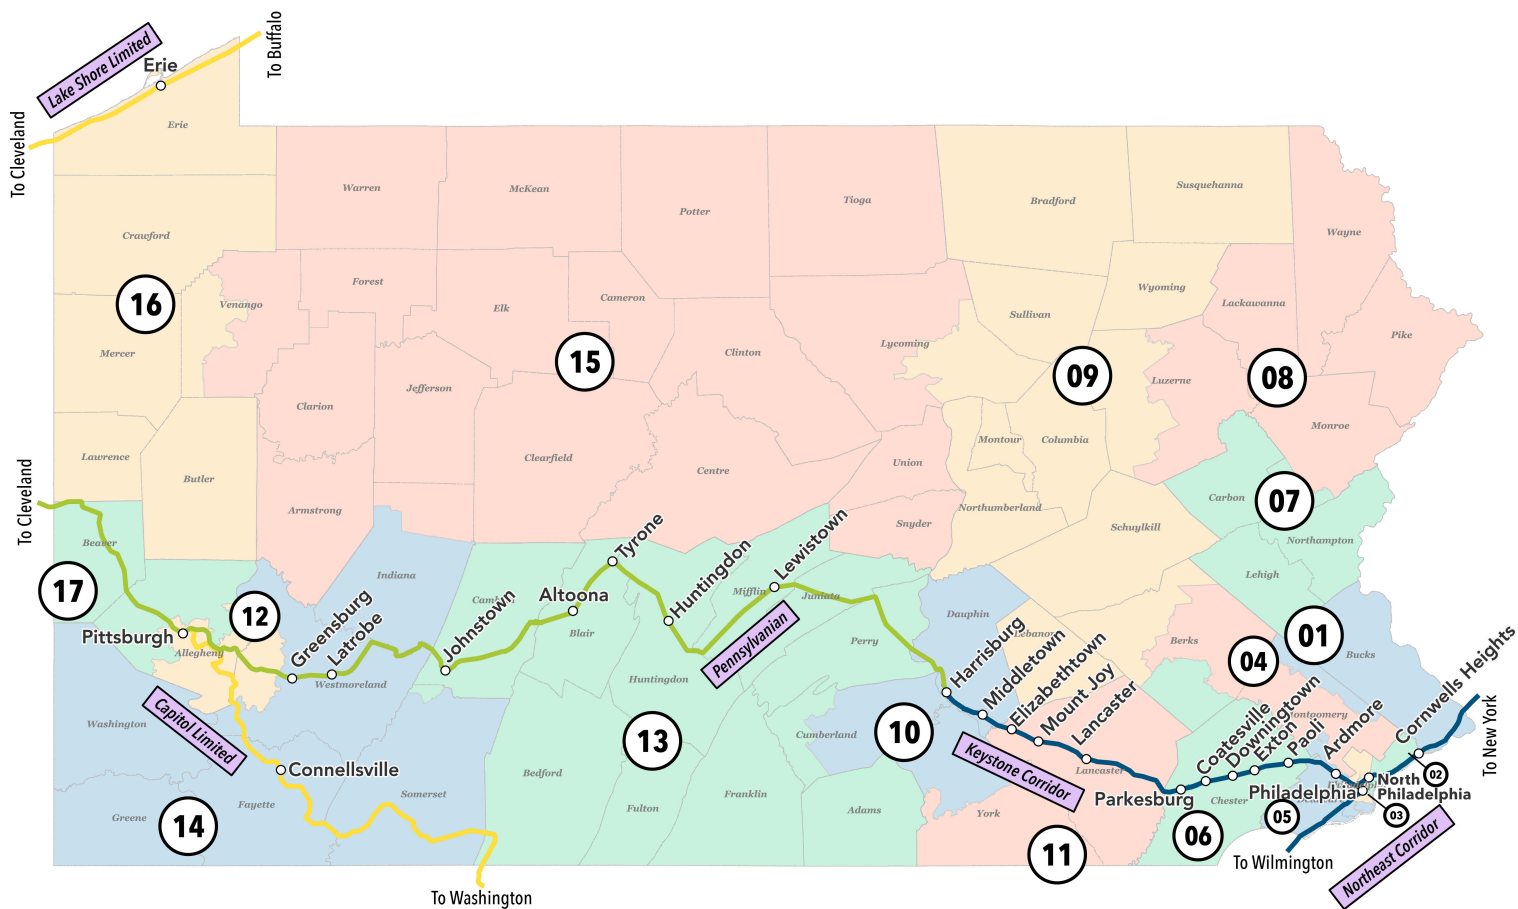 To Buffalo
Lake Shore Limited
Erie
To Cleveland
Erie
Warren
McKean
Potter
Tioga
Bradford
Susquehanna
Wayne
Crawford
Venango
Forest
Elk
Cameron
Sullivan
Wyoming
Lackawanna
Pike
16
Mercer
15
Clinton
Lycoming
09
Luzerne
08
Jefferson
Clarion
Lawrence
Butler
Clearfield
Centre
Union
Montour
Columbia
Monroe
To Cleveland
Armstrong
Snyder
Northumberland
Schuylkill
Carbon
07
Northampton
Beaver
17
12
Indiana
Tyrone
Huntingdon
Lewistown
Mifflin
Juniata
Lehigh
Pittsburgh
Allegheny
Greensburg
Latrobe
Westmoreland
Johnstown
Altoona
Blair
Huntingdon
Pennsylvanian
Perry
Dauphin
Lebanon
Berks
04
01
Bucks
Washington
Capitol Limited
13
Cumberland
10
Harrisburg
Middletown
Elizabethtown
Mount Joy
Lancaster
Lancaster
Keystone Corridor
Coatesville
Downingtown
Exton
Paoli
Ardmore
Cornwells Heights
To New York
Connellsville
Greene
14
Fayette
Somerset
Bedford
Fulton
Franklin
Adams
York
11
Parkesburg
Chester
06
Philadelphia
North
Philadelphia
02
03
05
To Wilmington
Northeast Corridor
To Washington